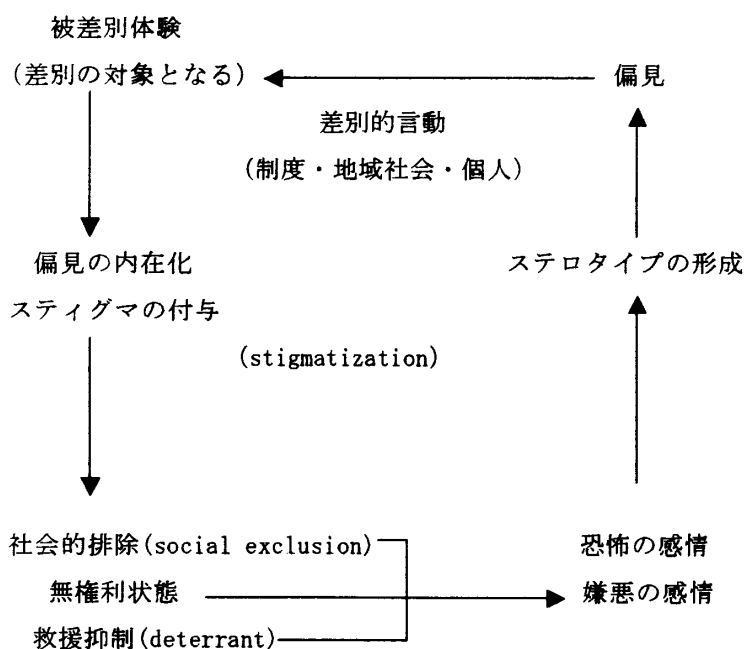 被差別体験
(差別の対象となる)
偏見
差別的言動
(制度・地域社会・個人)
偏見の内在化
スティグマの付与
ステロタイプの形成
(stigmatization)
社会的排除(social exclusion)
無権利状態
救援抑制(deterrant)
恐怖の感情
嫌悪の感情